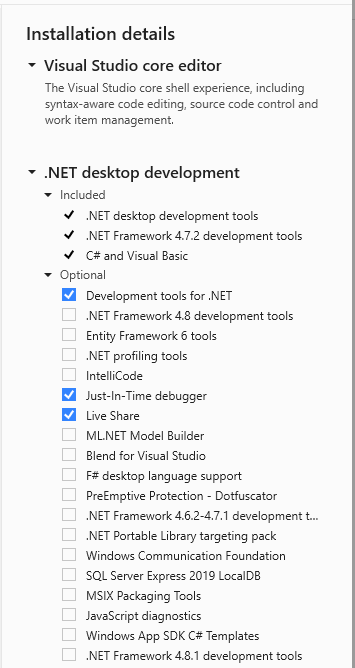 Installation details
Visual Studio core editor
The Visual Studio core shell experience, including
syntax-aware code editing, source code control and
work item management.
.NET desktop development
Included
.NET desktop development tools
.NET Framework 4.7.2 development tools
C# and Visual Basic
Optional
Development tools for .NET
.NET Framework 4.8 development tools
Entity Framework 6 tools
.NET profiling tools
IntelliCode
Just-In-Time debugger
Live Share
ML.NET Model Builder
Blend for Visual Studio
F# desktop language support
PreEmptive Protection - Dotfuscator
.NET Framework 4.6.2-4.7.1 development t...
.NET Portable Library targeting pack
Windows Communication Foundation
SQL Server Express 2019 LocalDB
MSIX Packaging Tools
JavaScript diagnostics
Windows App SDK C# Templates
.NET Framework 4.8.1 development tools